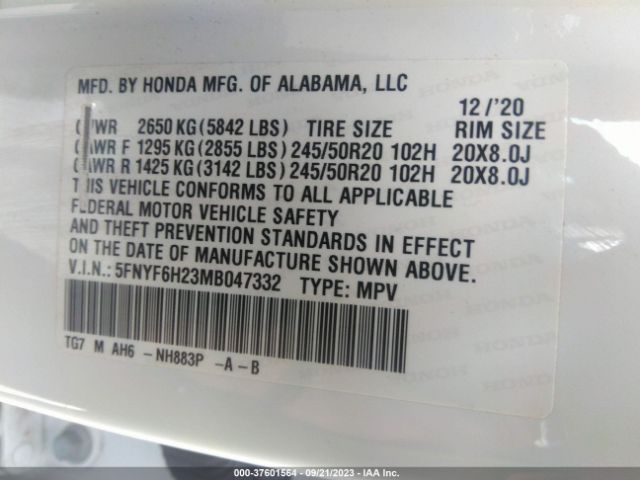 MFD. BY HONDA MFG. OF ALABAMA, LLC
12/'20
GVWR 2650 KG (5842 LBS) TIRE SIZE RIM SIZE
GAWR F 1295 KG (2855 LBS) 245/50R20 102H 20X8.0J
GAWR R 1425 KG (3142 LBS) 245/50R20 102H 20X8.0J
THIS VEHICLE CONFORMS TO ALL APPLICABLE
FEDERAL MOTOR VEHICLE SAFETY
AND THEFT PREVENTION STANDARDS IN EFFECT
ON THE DATE OF MANUFACTURE SHOWN ABOVE.
V.I.N.: 5FNYF6H23MB047332 TYPE: MPV
TG7 M AH6 -NH883P -A-B
000-37601564 - 09/21/2023 - IAA Inc.